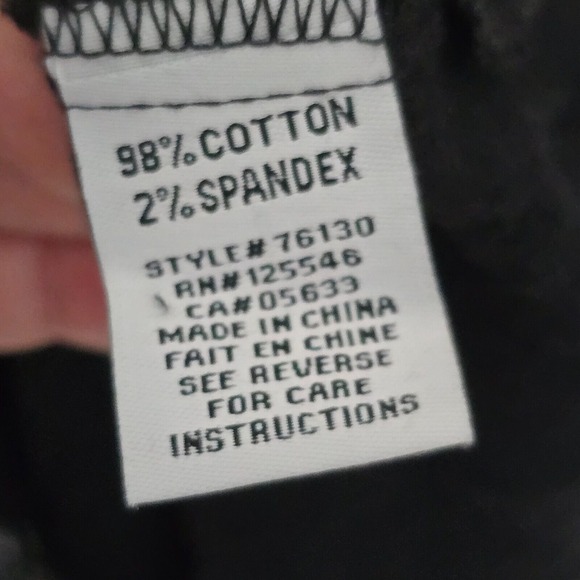 98% COTTON
2% SPANDEX
STYLE# 76130
RN# 125546
CA# 05633
MADE IN CHINA
FAIT EN CHINE
SEE REVERSE
FOR CARE
INSTRUCTIONS